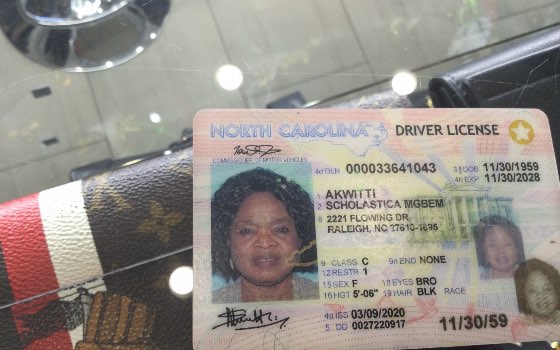 NORTH CAROLINA DRIVER LICENSE
COMMISSIONER OF MOTOR VEHICLES
4d DLN 000033641043 3 DOB 11/30/1959
4b EXP 11/30/2028
1 AKWITTI
2 SCHOLASTICA MGBEM
8 2221 FLOWING DR
RALEIGH, NC 27610-1695
9 CLASS C 9a END NONE
12 RESTR 1
15 SEX F 18 EYES BRO
16 HGT 5'-06" 19 HAIR BLK RACE
4a ISS 03/09/2020
5 DD 0027220917
11/30/59